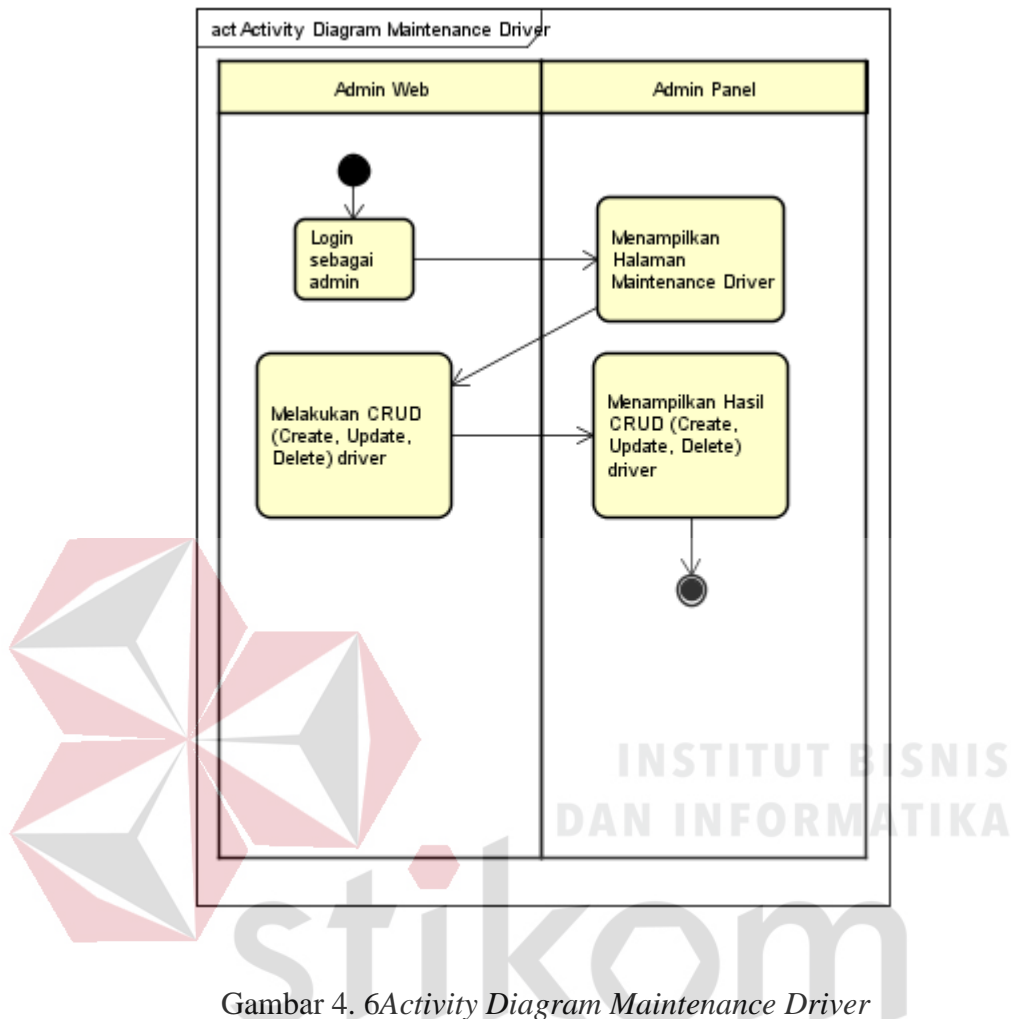 act Activity Diagram Maintenance Driver
Admin Web
Admin Panel
Login
sebagai
admin
Menampilkan
Halaman
Maintenance Driver
Melakukan CRUD
(Create, Update,
Delete) driver
Menampilkan Hasil
CRUD (Create,
Update, Delete)
driver
INSTITUT BISNIS
DAN INFORMATIKA
stikom
Gambar 4. 6Activity Diagram Maintenance Driver